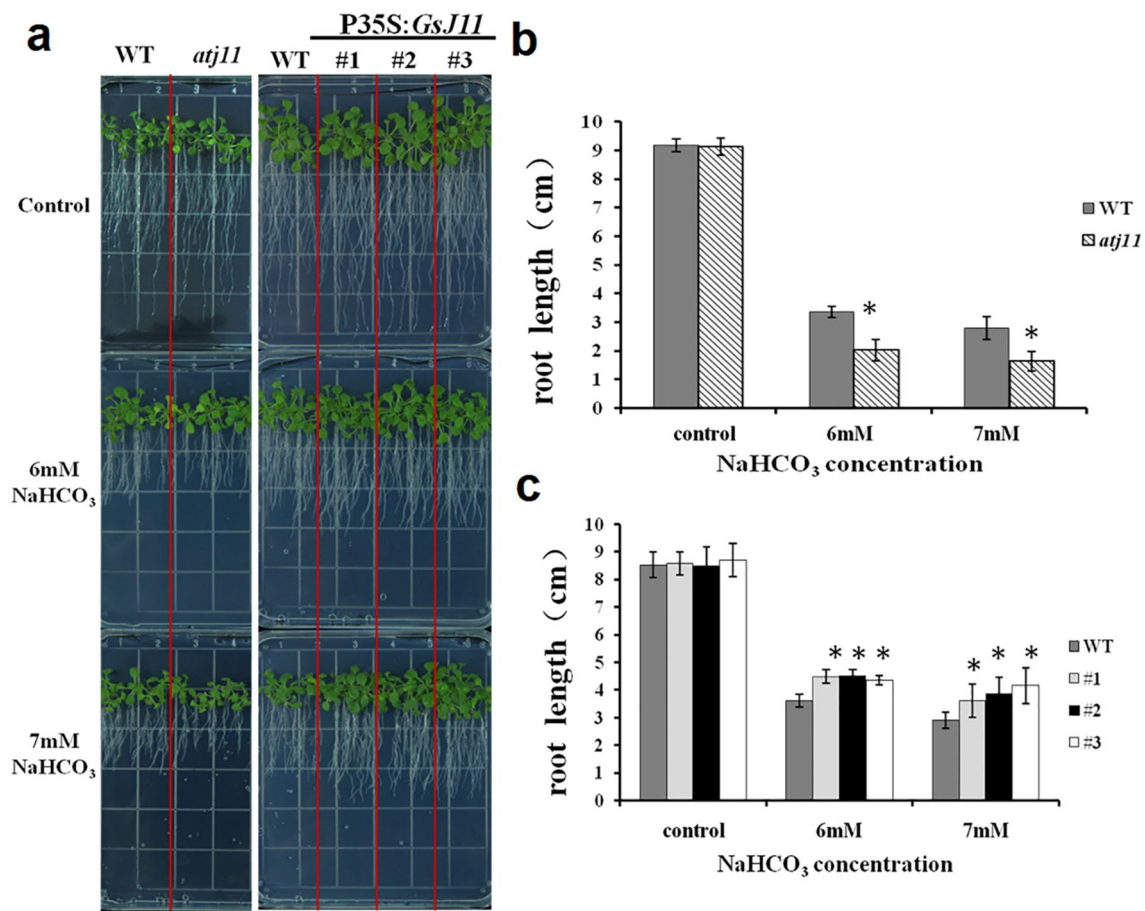 a
P35S:GsJ11
WT atj11 WT #1 #2 #3
Control
6mM
NaHCO₃
7mM
NaHCO₃
b
root length (cm)
10
9
8
7
6
5
4
3
2
1
0
* *
control 6mM 7mM
NaHCO₃ concentration
WT
atj11
c
root length (cm)
10
9
8
7
6
5
4
3
2
1
0
* * * * * *
control 6mM 7mM
NaHCO₃ concentration
WT
#1
#2
#3